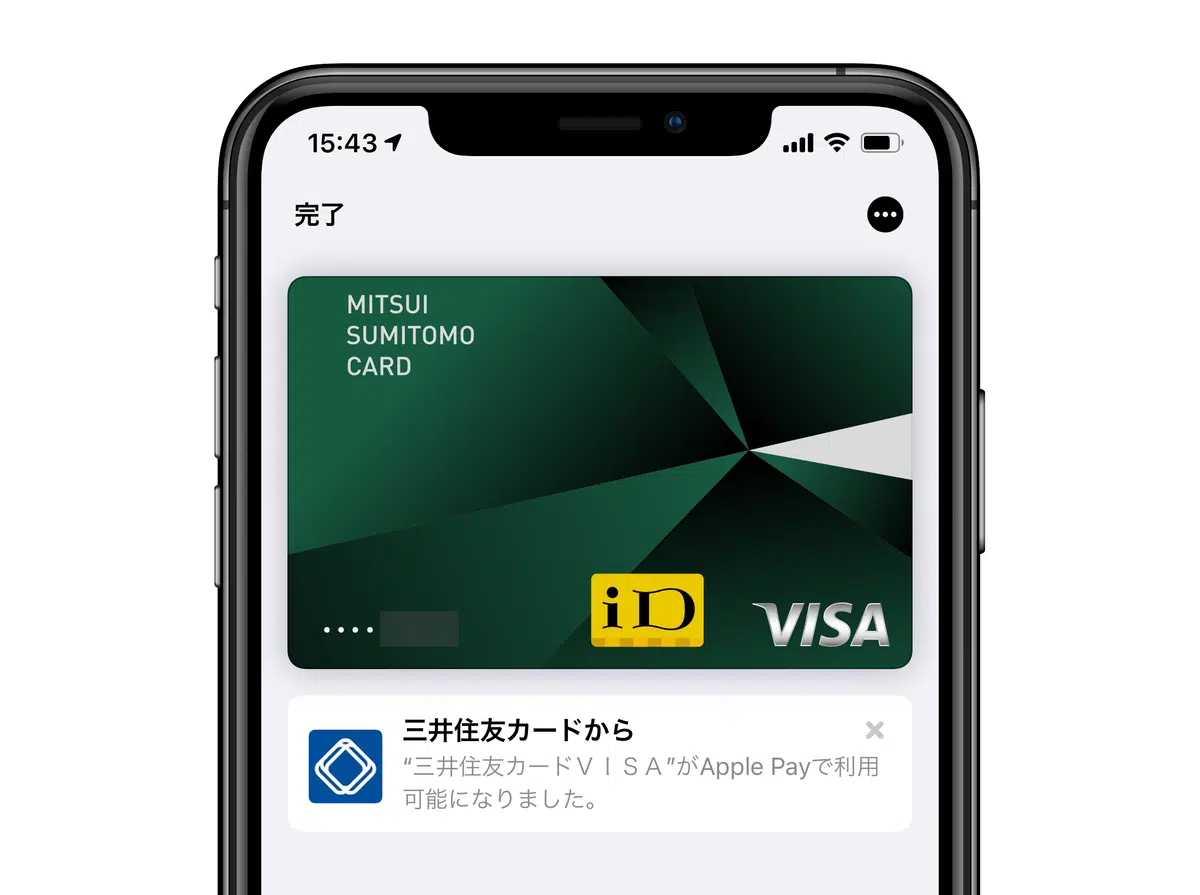 15:43
完了
MITSUI
SUMITOMO
CARD
••••
iD
VISA
三井住友カードから
“三井住友カードＶＩＳＡ”がApple Payで利用
可能になりました。